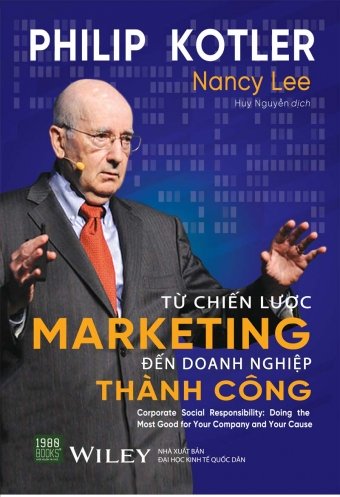 PHILIP KOTLER
Nancy Lee
Huy Nguyễn dịch
TỪ CHIẾN LƯỢC
MARKETING
ĐẾN DOANH NGHIỆP
THÀNH CÔNG
Corporate Social Responsibility: Doing the
Most Good for Your Company and Your Cause
1980
BOOKS
WILEY
NHÀ XUẤT BẢN
ĐẠI HỌC KINH TẾ QUỐC DÂN